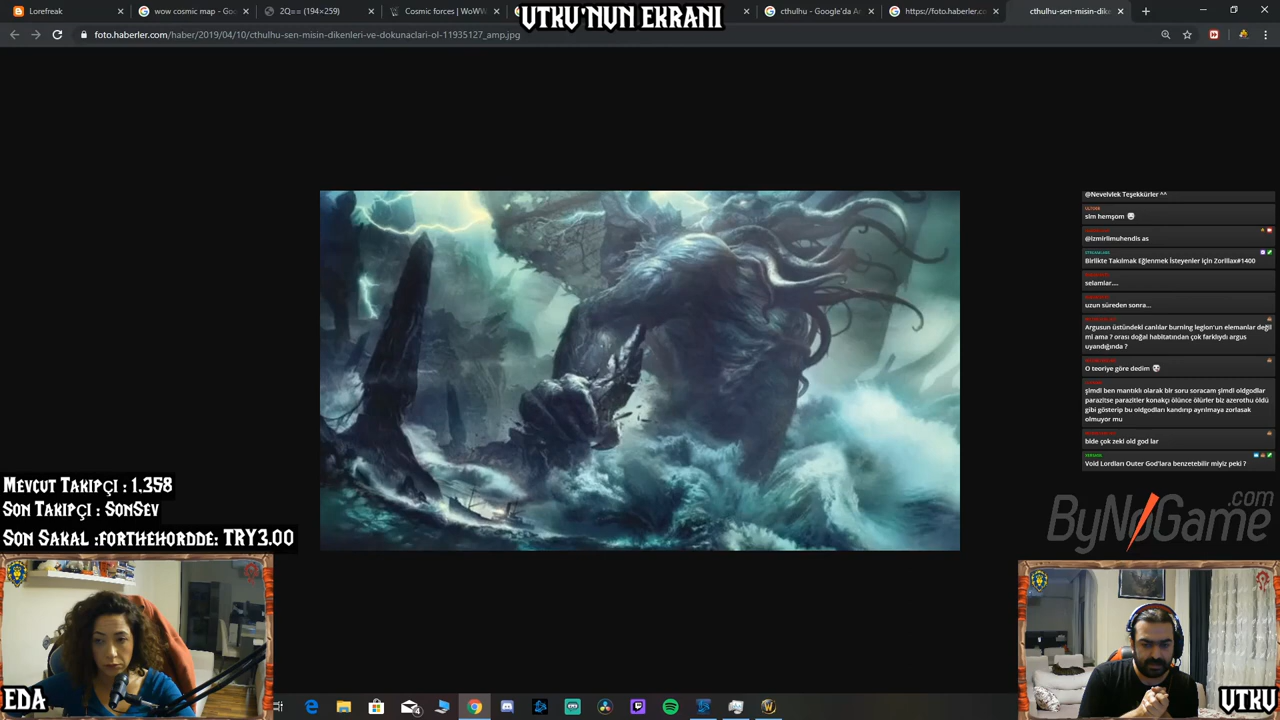 Lorefreak
wow cosmic map - Goo
2Q== (194×259)
Cosmic forces | WoWW
cthulhu - Google'da A
https://foto.haberler.co
cthulhu-sen-misin-dike
UTKU'NUN EKRANI
foto.haberler.com/haber/2019/04/10/cthulhu-sen-misin-dikenleri-ve-dokunaclari-ol-11935127_amp.jpg
@Nevelvlek Teşekkürler ^^
slm hemşom
@izmirlimuhendis as
Birlikte Takılmak Eğlenmek İsteyenler için Zorillax#1400
selamlar....
uzun süreden sonra...
Argusun üstündeki canlılar burning legion'un elemanlar değil
mi ama ? orası doğal habitatından çok farklıydı argus
uyandığında ?
O teoriye göre dedim
şimdi ben mantıklı olarak bir soru soracam şimdi oldgodlar
parazitse parazitler konakçı ölünce ölürler biz azerothu öldü
gibi gösterip bu oldgodları kandırıp ayrılmaya zorlasak
olmuyor mu
bide çok zeki old god lar
Void Lordları Outer God'lara benzetebilir miyiz peki ?
Mevcut Takipçi : 1.358
Son Takipçi : SonSev
Son Sakal :forthehordde: TRY3.00
ByNoGame.com
EDA
UTKU